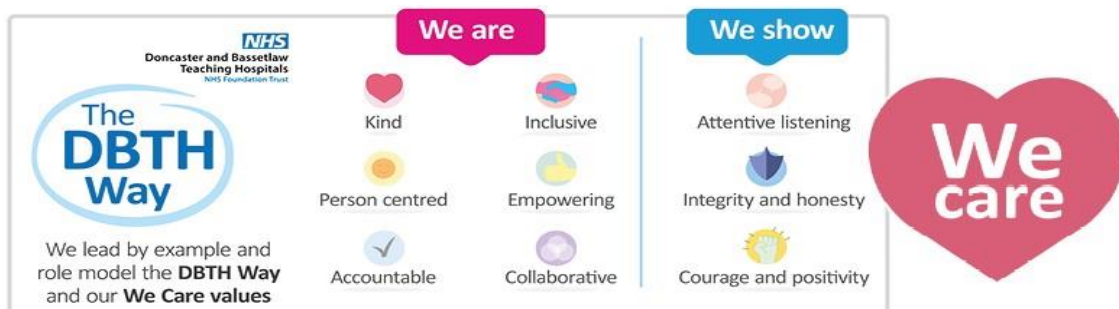 NHS
Doncaster and Bassetlaw
Teaching Hospitals
NHS Foundation Trust
The
DBTH
Way
We lead by example and
role model the DBTH Way
and our We Care values
We are
Kind
Inclusive
Person centred
Empowering
Accountable
Collaborative
We show
Attentive listening
Integrity and honesty
Courage and positivity
We
care